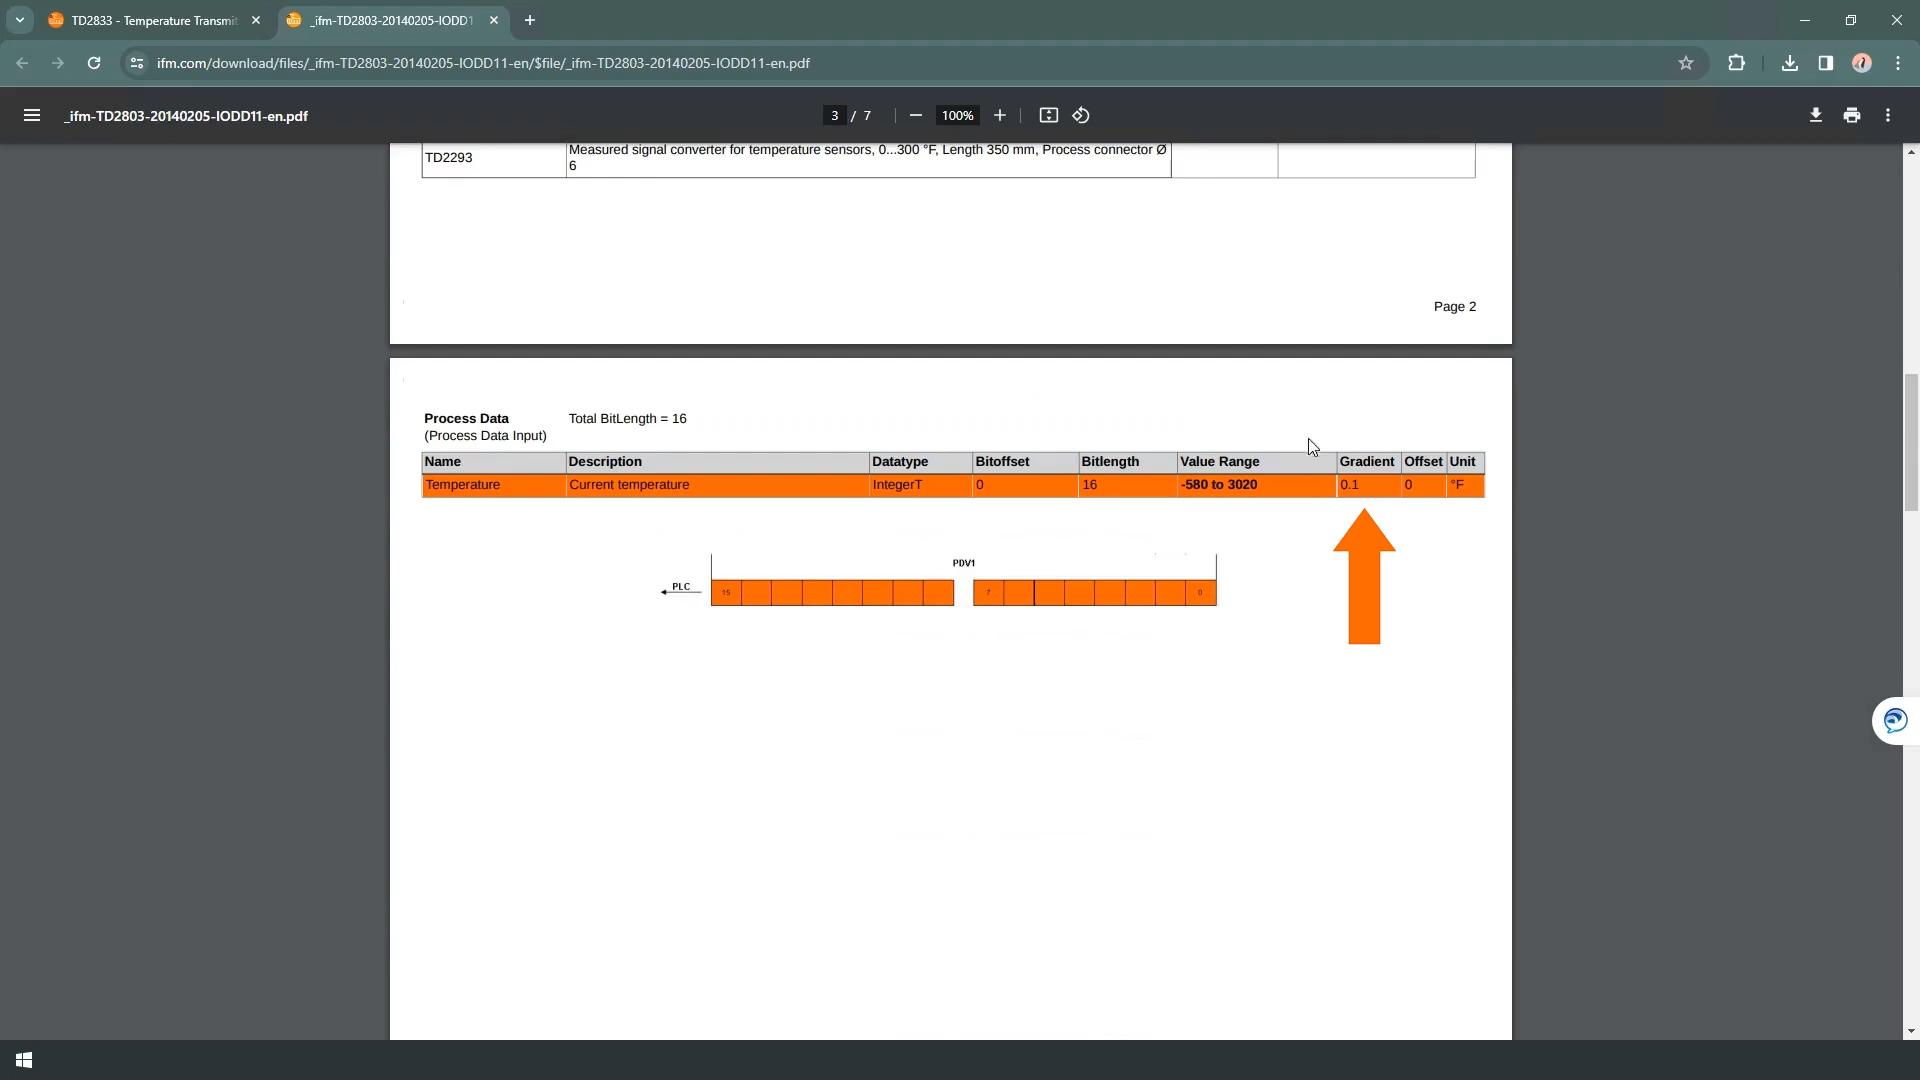 TD2833 - Temperature Transmit
_ifm-TD2803-20140205-IODD1
ifm.com/download/files/_ifm-TD2803-20140205-IODD11-en/$file/_ifm-TD2803-20140205-IODD11-en.pdf
_ifm-TD2803-20140205-IODD11-en.pdf
3 / 7
100%
TD2293
Measured signal converter for temperature sensors, 0...300 °F, Length 350 mm, Process connector Ø
6
Page 2
Process Data Total BitLength = 16
(Process Data Input)
Name Description Datatype Bitoffset Bitlength Value Range Gradient Offset Unit
Temperature Current temperature IntegerT 0 16 -580 to 3020 0.1 0 °F
PDV1
PLC 15 7 0